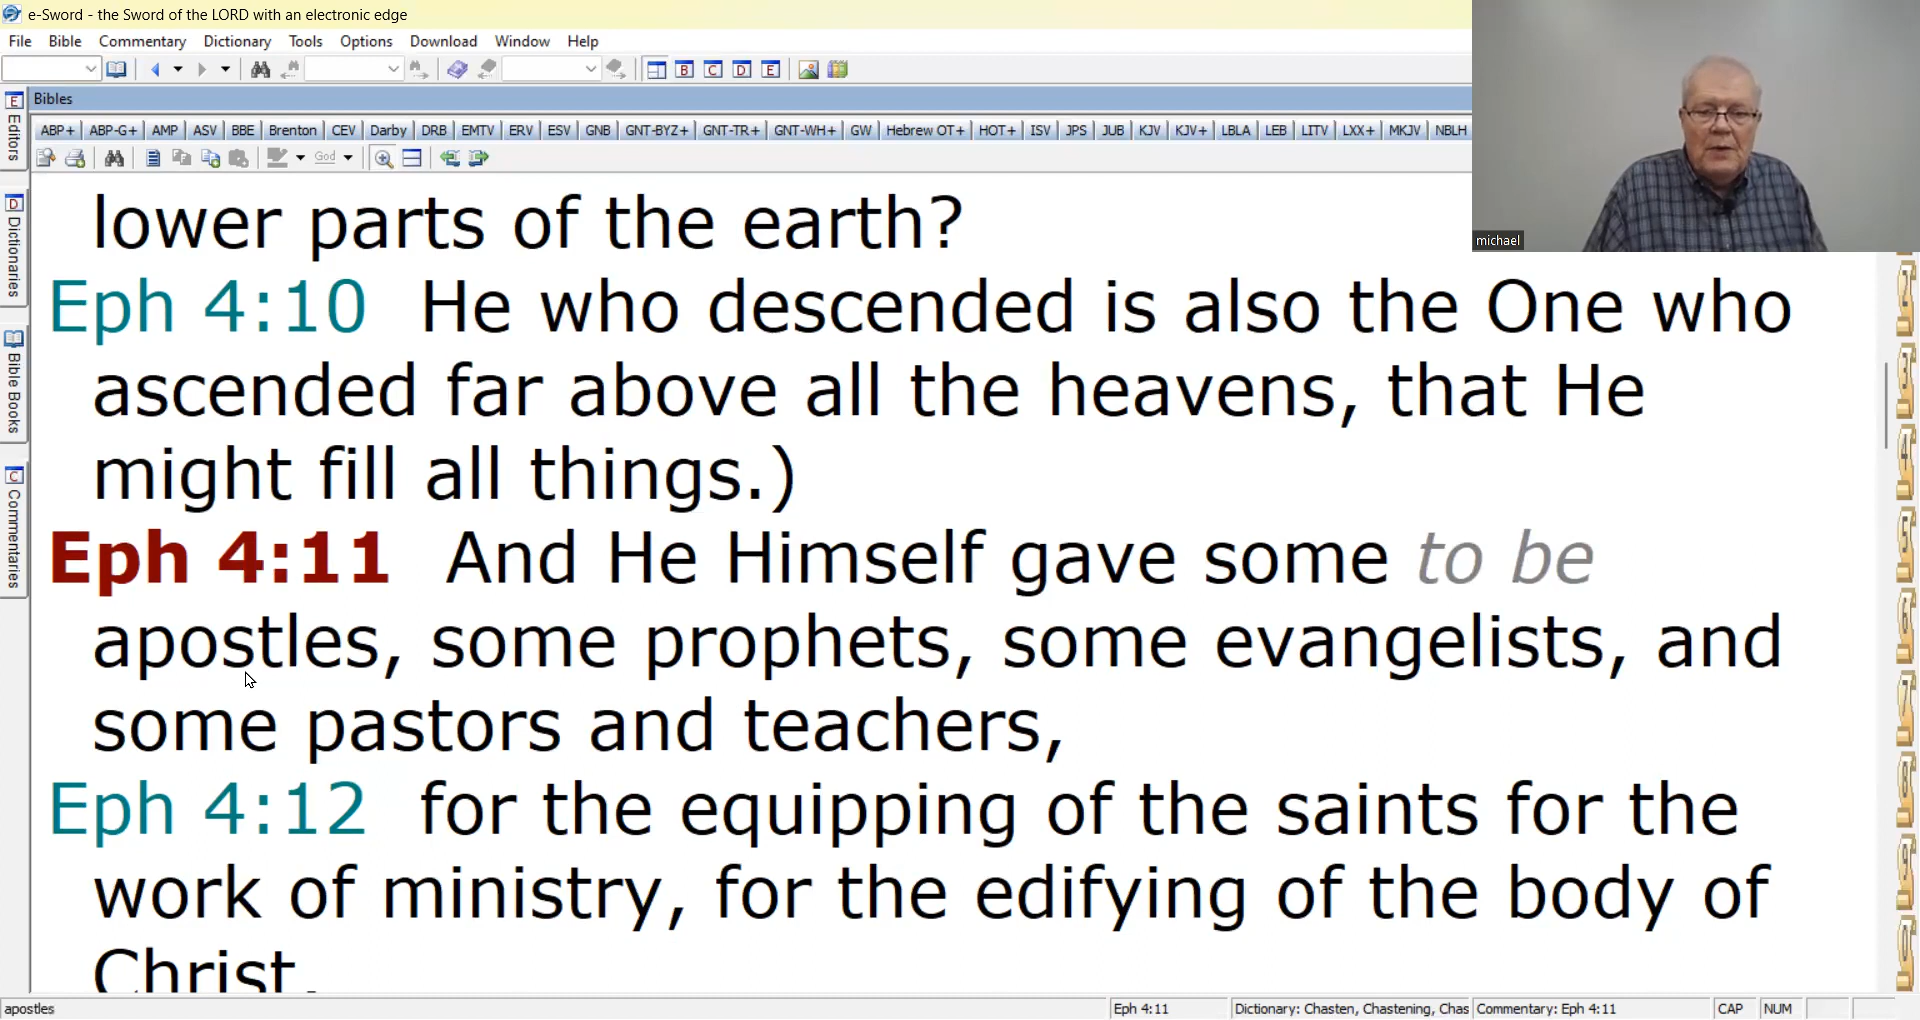 e-Sword - the Sword of the LORD with an electronic edge
File Bible Commentary Dictionary Tools Options Download Window Help
B C D E
Bibles
ABP+ ABP-G+ AMP ASV BBE Brenton CEV Darby DRB EMTV ERV ESV GNB GNT-BYZ+ GNT-TR+ GNT-WH+ GW Hebrew OT+ HOT+ ISV JPS JUB KJV KJV+ LBLA LEB LITV LXX+ MKJV NBLH
God
E Editors
D Dictionaries
Bible Books
C Commentaries
michael
lower parts of the earth?
Eph 4:10 He who descended is also the One who
ascended far above all the heavens, that He
might fill all things.)
Eph 4:11 And He Himself gave some to be
apostles, some prophets, some evangelists, and
some pastors and teachers,
Eph 4:12 for the equipping of the saints for the
work of ministry, for the edifying of the body of
Christ,
apostles Eph 4:11 Dictionary: Chasten, Chastening, Chas Commentary: Eph 4:11 CAP NUM